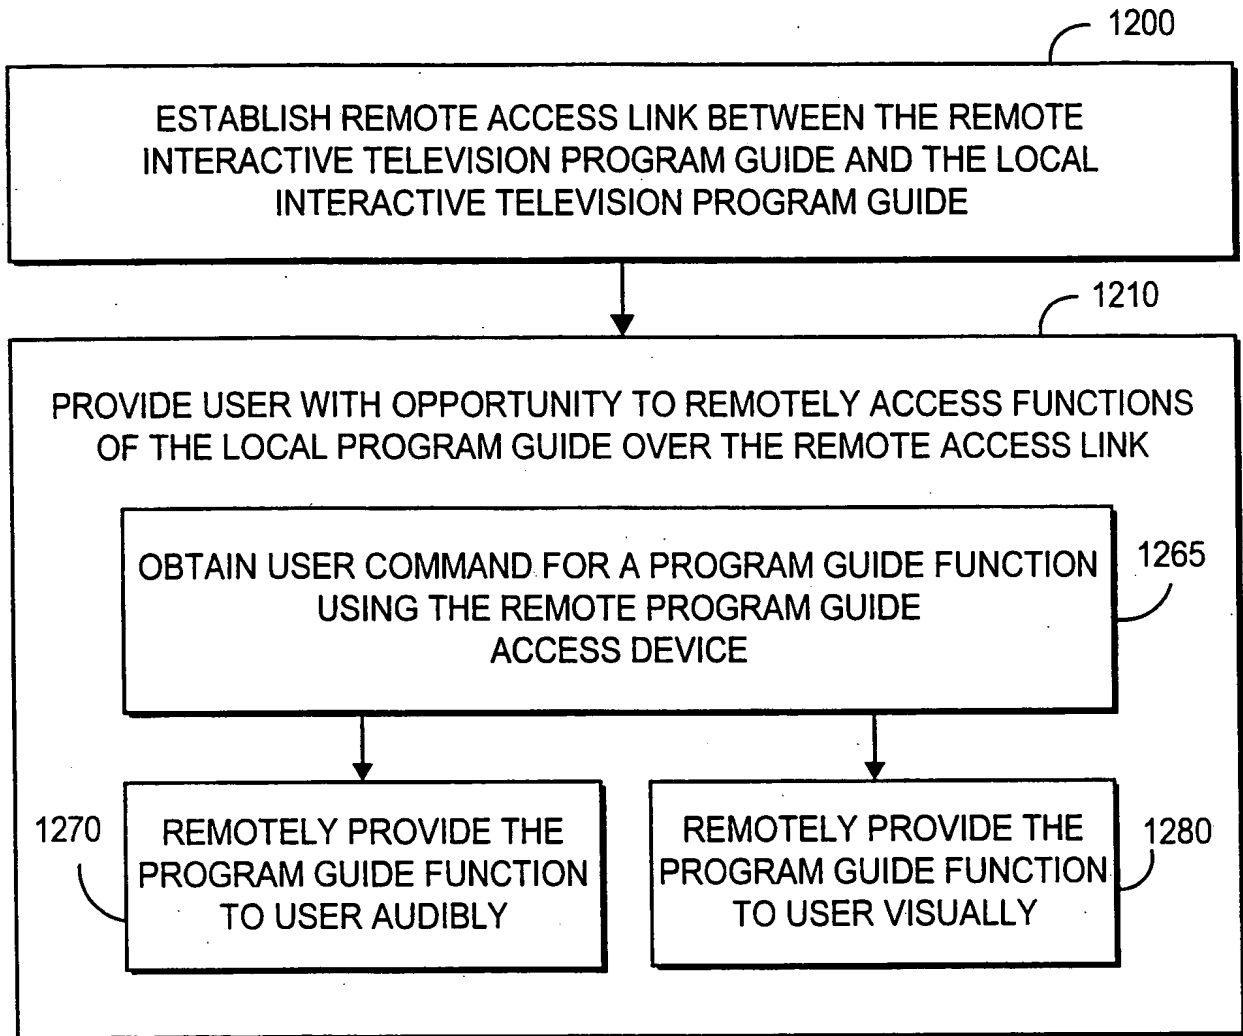 1200
ESTABLISH REMOTE ACCESS LINK BETWEEN THE REMOTE
INTERACTIVE TELEVISION PROGRAM GUIDE AND THE LOCAL
INTERACTIVE TELEVISION PROGRAM GUIDE
1210
PROVIDE USER WITH OPPORTUNITY TO REMOTELY ACCESS FUNCTIONS
OF THE LOCAL PROGRAM GUIDE OVER THE REMOTE ACCESS LINK
OBTAIN USER COMMAND FOR A PROGRAM GUIDE FUNCTION
USING THE REMOTE PROGRAM GUIDE
ACCESS DEVICE
1265
1270
REMOTELY PROVIDE THE
PROGRAM GUIDE FUNCTION
TO USER AUDIBLY
REMOTELY PROVIDE THE
PROGRAM GUIDE FUNCTION
TO USER VISUALLY
1280